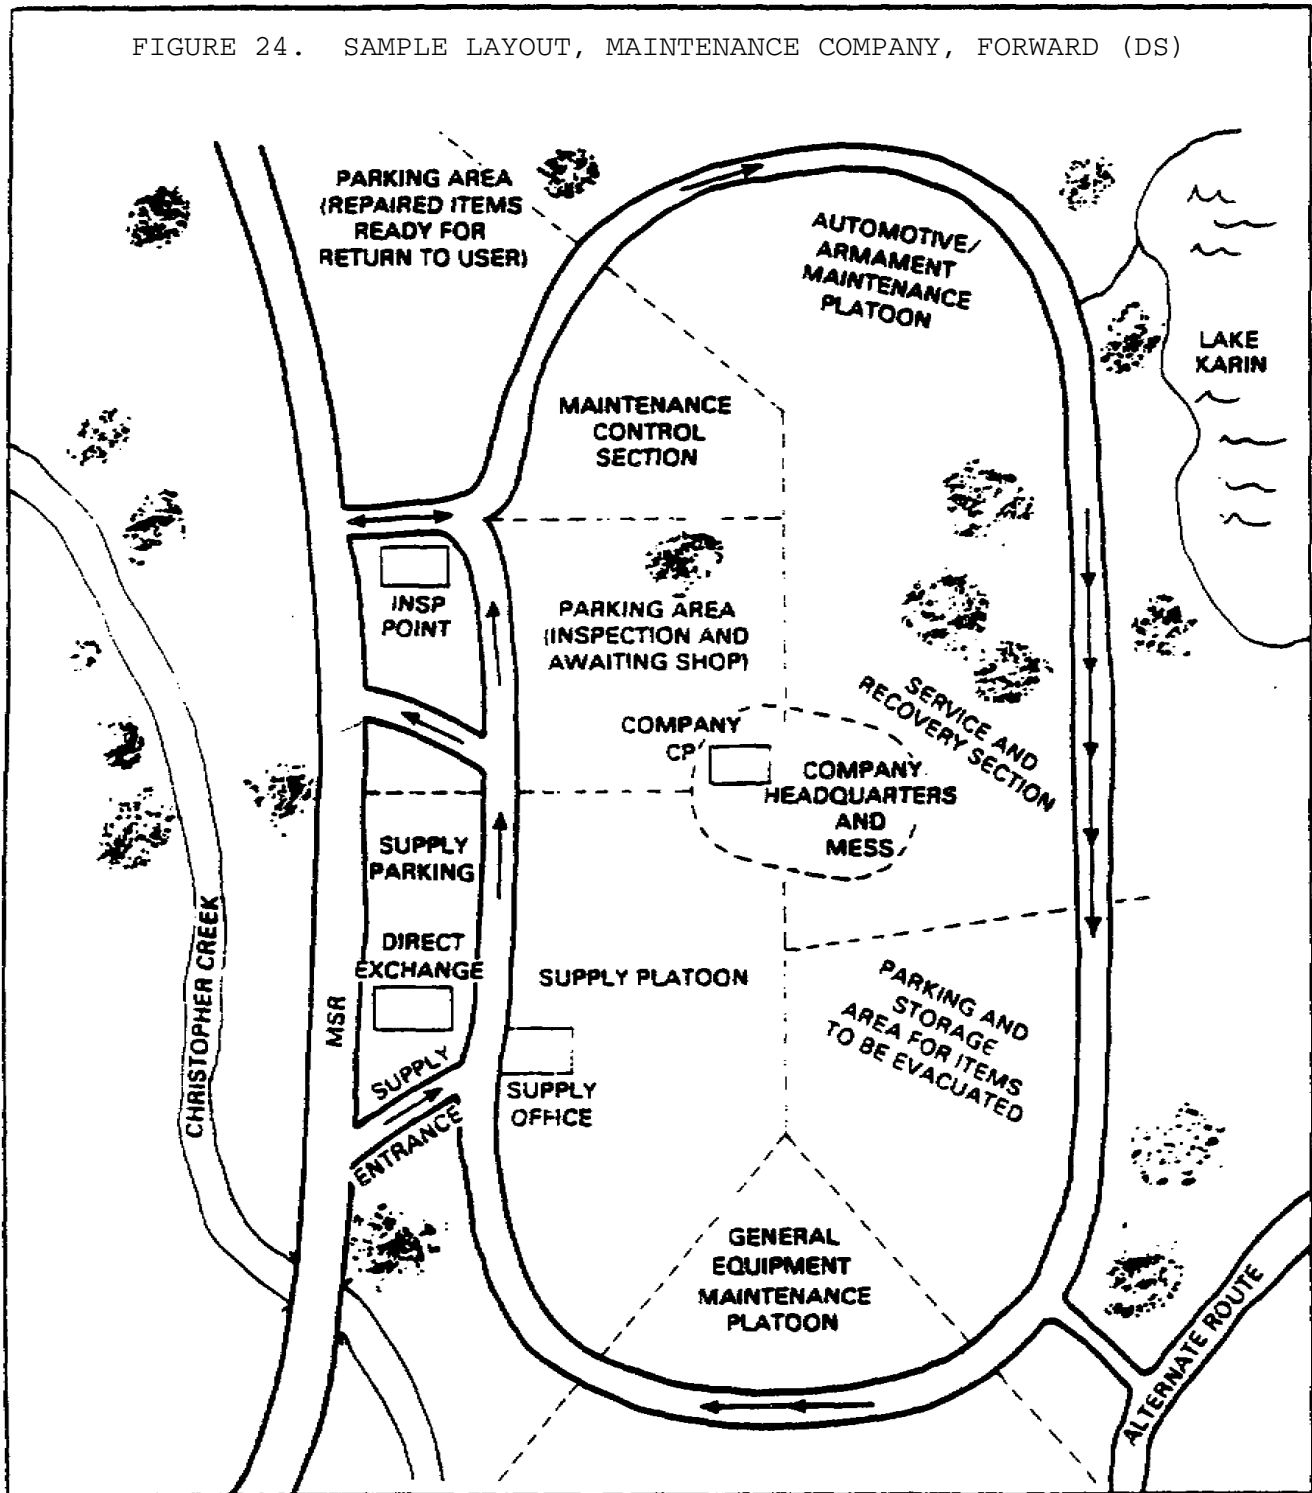 FIGURE 24. SAMPLE LAYOUT, MAINTENANCE COMPANY, FORWARD (DS)
PARKING AREA
(REPAIRED ITEMS
READY FOR
RETURN TO USER)
AUTOMOTIVE/
ARMAMENT
MAINTENANCE
PLATOON
LAKE
KARIN
MAINTENANCE
CONTROL
SECTION
INSP
POINT
PARKING AREA
(INSPECTION AND
AWAITING SHOP)
SERVICE AND
RECOVERY SECTION
COMPANY
CP
COMPANY
HEADQUARTERS
AND
MESS
SUPPLY
PARKING
DIRECT
EXCHANGE
SUPPLY PLATOON
PARKING AND
STORAGE
AREA FOR ITEMS
TO BE EVACUATED
CHRISTOPHER CREEK
MSR
SUPPLY
ENTRANCE
SUPPLY
OFFICE
GENERAL
EQUIPMENT
MAINTENANCE
PLATOON
ALTERNATE ROUTE